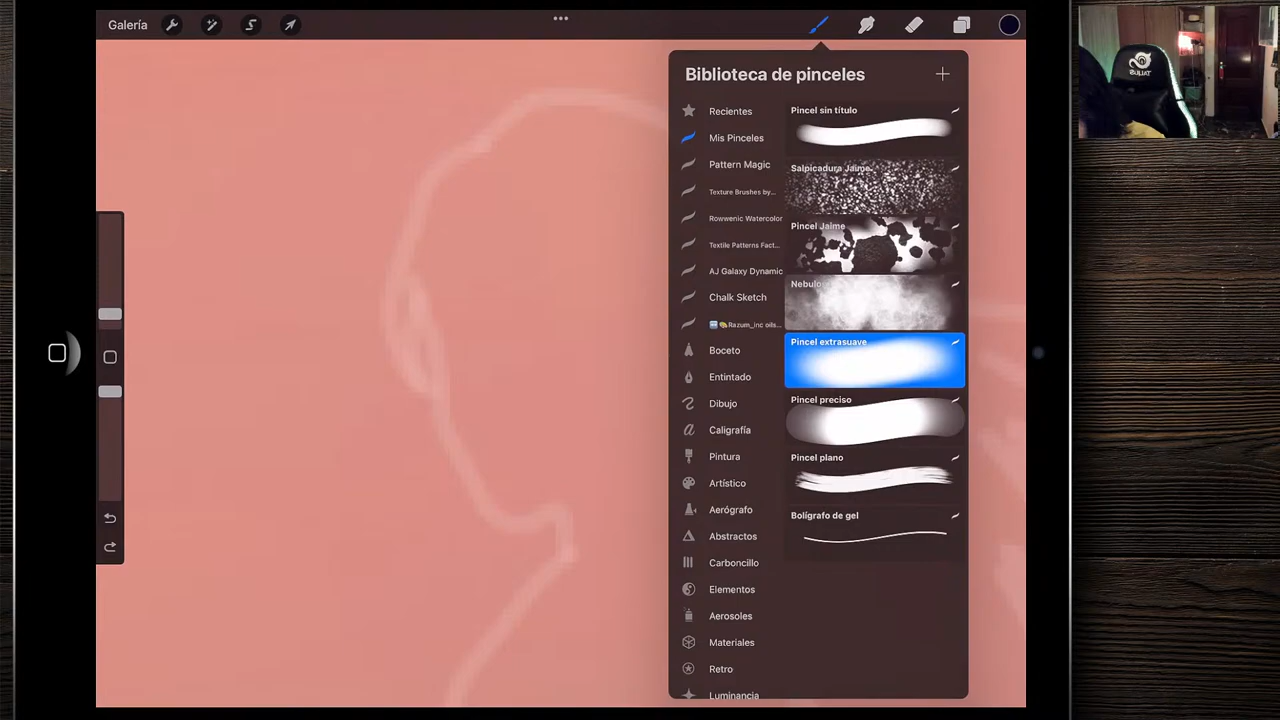 Galería
Biblioteca de pinceles
Recientes
Mis Pinceles
Pattern Magic
Texture Brushes by...
Rowwenic Watercolor
Textile Patterns Fact...
AJ Galaxy Dynamic
Chalk Sketch
Razum_inc oils...
Boceto
Entintado
Dibujo
Caligrafía
Pintura
Artístico
Aerógrafo
Abstractos
Carboncillo
Elementos
Aerosoles
Materiales
Retro
Luminancia
Pincel sin título
Salpicadura Jaime
Pincel Jaime
Pincel extrasuave
Pincel preciso
Pincel plano
Bolígrafo de gel